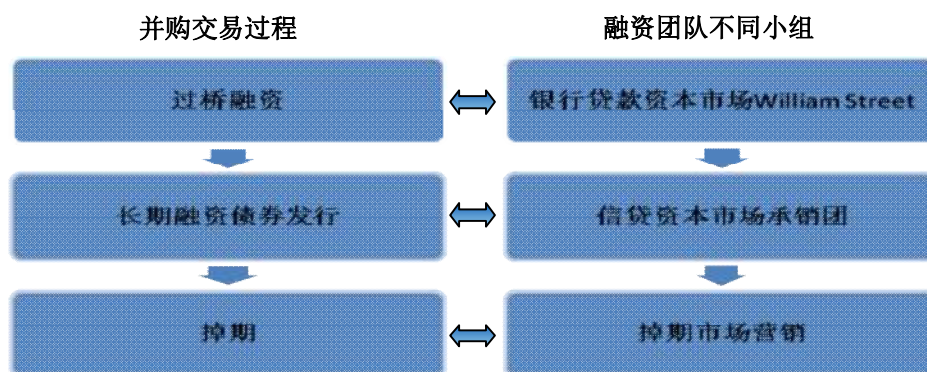 并购交易过程
融资团队不同小组
过桥融资
银行贷款资本市场William Street
长期融资债券发行
信贷资本市场承销团
掉期
掉期市场营销